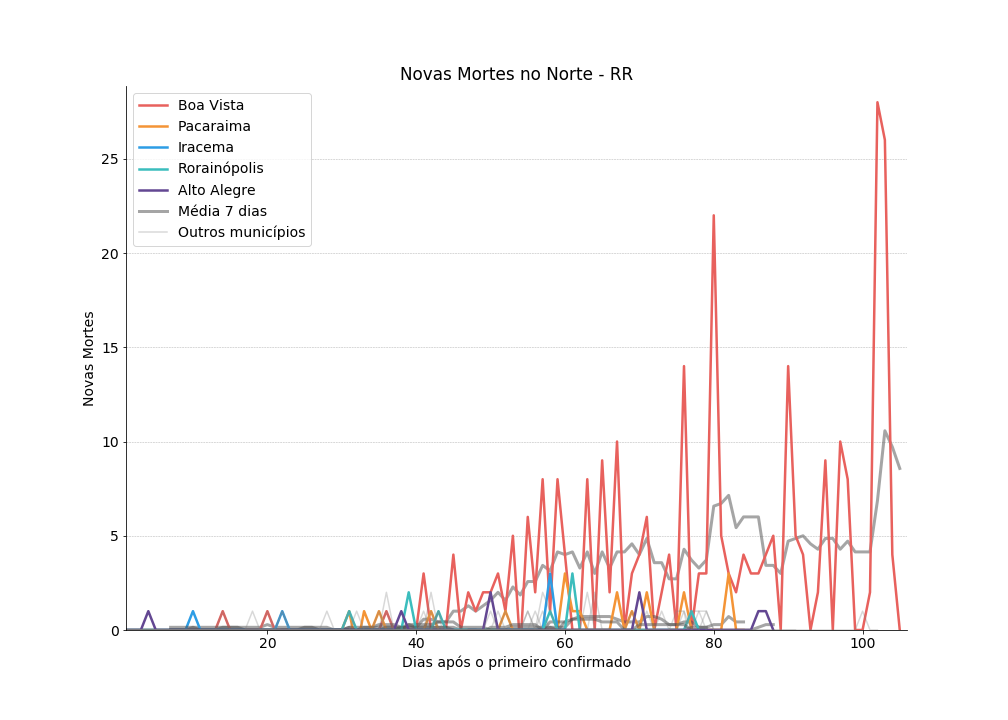 Novas Mortes no Norte - RR
Boa Vista
Pacaraima
Iracema
Rorainópolis
Alto Alegre
Média 7 dias
Outros municípios
Novas Mortes
25
20
15
10
5
0
20
40
60
80
100
Dias após o primeiro confirmado